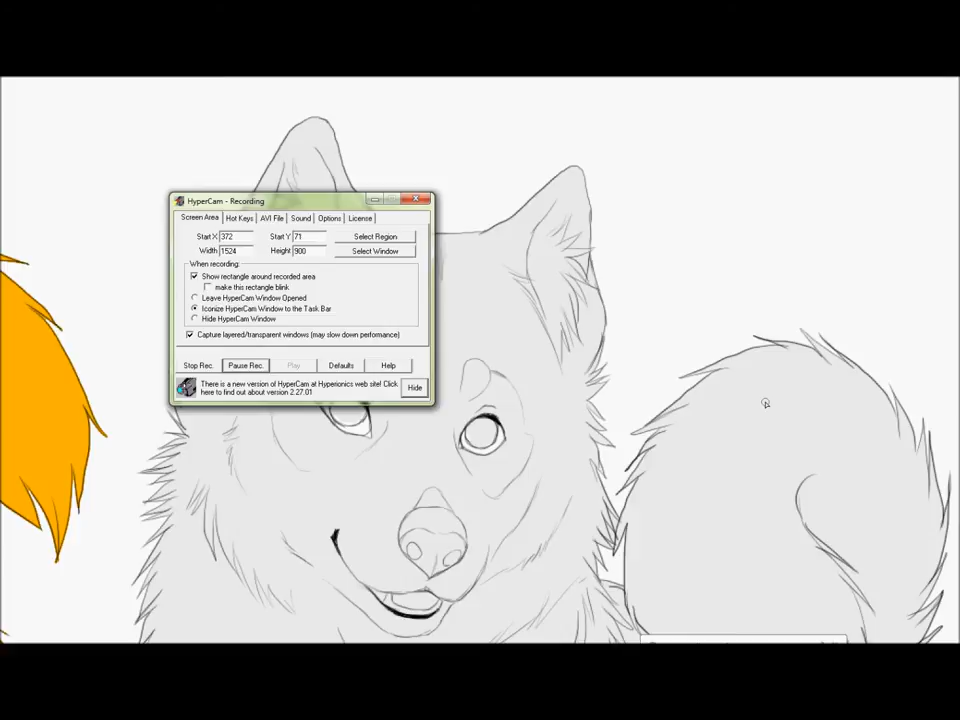 HyperCam - Recording
Screen Area Hot Keys AVI File Sound Options License
Start X 372 Start Y 71 Select Region
Width 1524 Height 900 Select Window
When recording:
Show rectangle around recorded area
make this rectangle blink
Leave HyperCam Window Opened
Iconize HyperCam Window to the Task Bar
Hide HyperCam Window
Capture layered/transparent windows (may slow down performance)
Stop Rec. Pause Rec. Play Defaults Help
There is a new version of HyperCam at Hyperionics web site! Click
here to find out about version 2.27.01
Hide